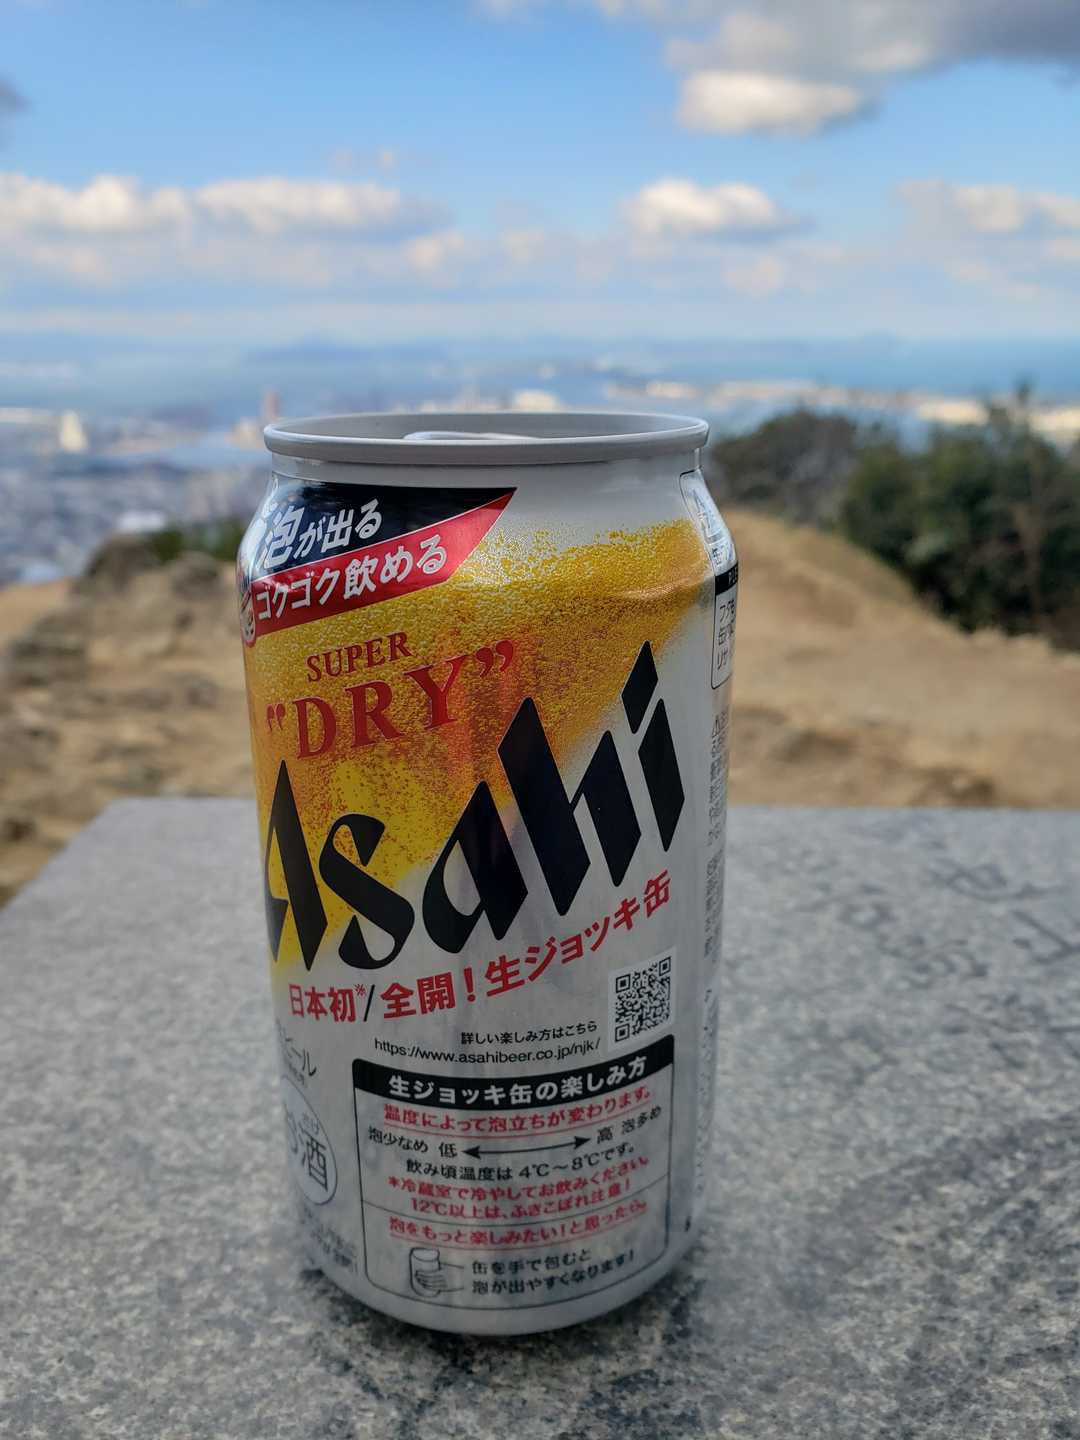 泡が出る
ゴクゴク飲める
SUPER
"DRY"
Asahi
日本初※/全開!生ジョッキ缶
詳しい楽しみ方はこちら
https://www.asahibeer.co.jp/njk/
ビール
お酒
生ジョッキ缶の楽しみ方
温度によって泡立ちが変わります。
泡少なめ 低 高 泡多め
飲み頃温度は4℃~8℃です。
*冷蔵室で冷やしてお飲みください。
12℃以上は、ふきこぼれ注意!
泡をもっと楽しみたい!と思ったら。
缶を手で包むと
泡が出やすくなります!